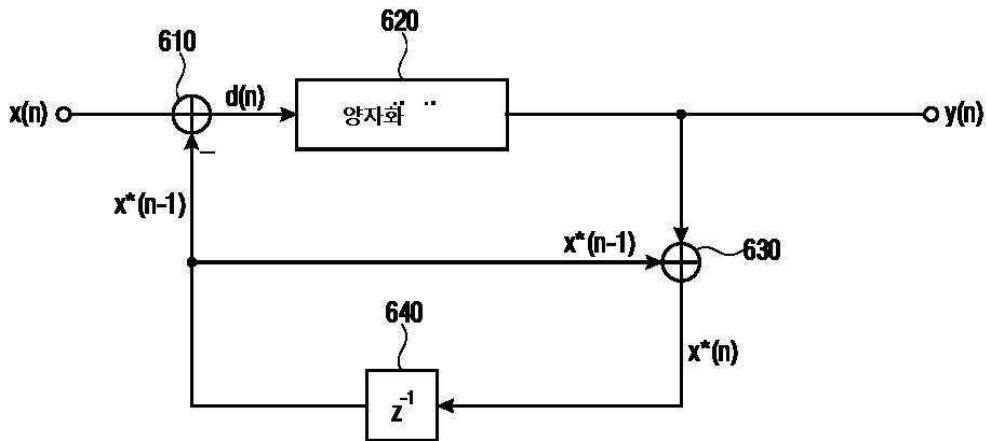 610
620
x(n)
d(n)
양자화
y(n)
–
x*(n-1)
x*(n-1)
630
640
x*(n)
z⁻¹